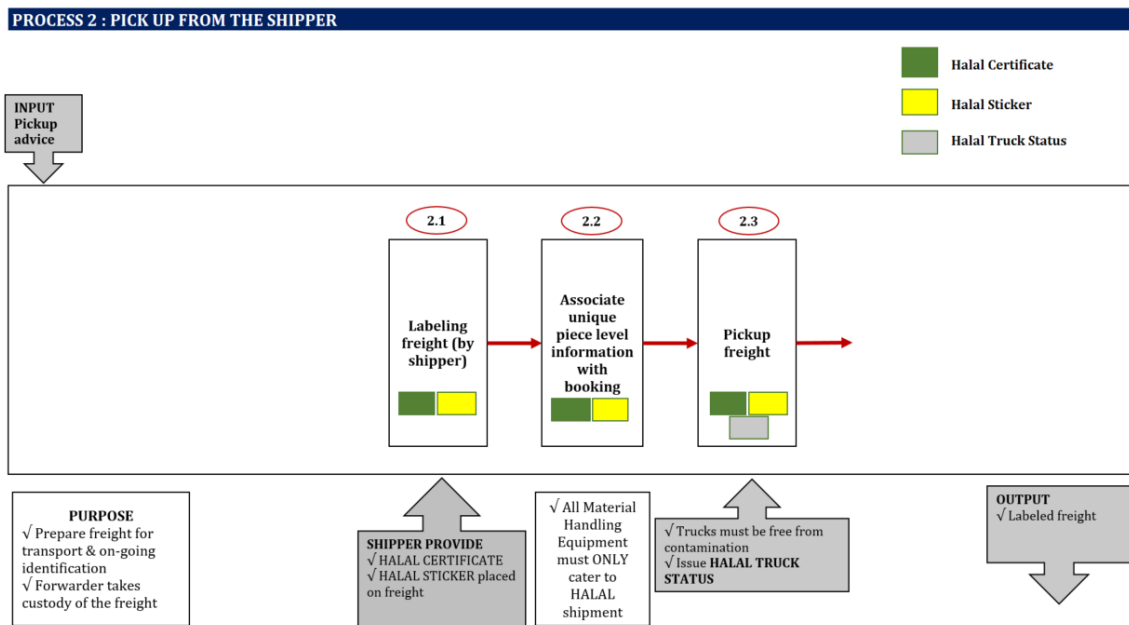 PROCESS 2 : PICK UP FROM THE SHIPPER
Halal Certificate
Halal Sticker
Halal Truck Status
INPUT
Pickup
advice
2.1
2.2
2.3
Labeling
freight (by
shipper)
Associate
unique
piece level
information
with
booking
Pickup
freight
PURPOSE
√ Prepare freight for
transport & on-going
identification
√ Forwarder takes
custody of the freight
SHIPPER PROVIDE
√ HALAL CERTIFICATE
√ HALAL STICKER placed
on freight
√ All Material
Handling
Equipment
must ONLY
cater to
HALAL
shipment
√ Trucks must be free from
contamination
√ Issue HALAL TRUCK
STATUS
OUTPUT
√ Labeled freight